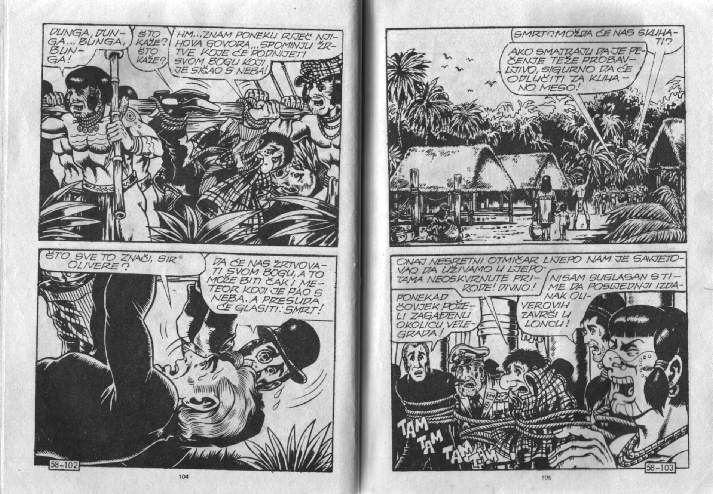 DUNGA, DUN-
GA... BUNGA,
BUN-
GA!
ŠTO
KAŽE?
ŠTO
KAŽE?
HM... ZNAM PONEKU RIJEČ NJI-
HOVA GOVORA... SPOMINJU ŽR-
TVE KOJE ĆE PODNIJETI
SVOM BOGU KOJI
JE SIŠAO S NEBA!
ŠTO SVE TO ZNAČI, SIR
OLIVERE?
DA ĆE NAS ŽRTVOVA-
TI SVOM BOGU, A TO
MOŽE BITI ČAK I ME-
TEOR KOJI JE PAO S
NEBA, A PRESUDA
ĆE GLASITI: SMRT!
58-102
104
SMRT? MOŽDA ĆE NAS SKUHA-
TI?
AKO SMATRAJU DA JE PE-
ČENJE TEŽE PROBAV-
LJIVO, SIGURNO DA ĆE
ODLUČITI ZA KUHA-
NO MESO!
ONAJ NESRETNI OTMIČAR LIJEPO NAM JE SAVJETO-
VAO DA UŽIVAMO U LJEPO-
TAMA NEOSKVRNUTE PRI-
RODE! DIVNO!
PONEKAD
ČOVJEK POŽE-
LI ZAGAĐENU
OKOLICU VELE-
GRADA!
NISAM SUGLASAN S TI-
ME DA POSLJEDNJI IZDA-
NAK OLI-
VEROVIH
ZAVRŠI U
LONCU!
TAM
TAM TAM
TAM TAM
58-103
105